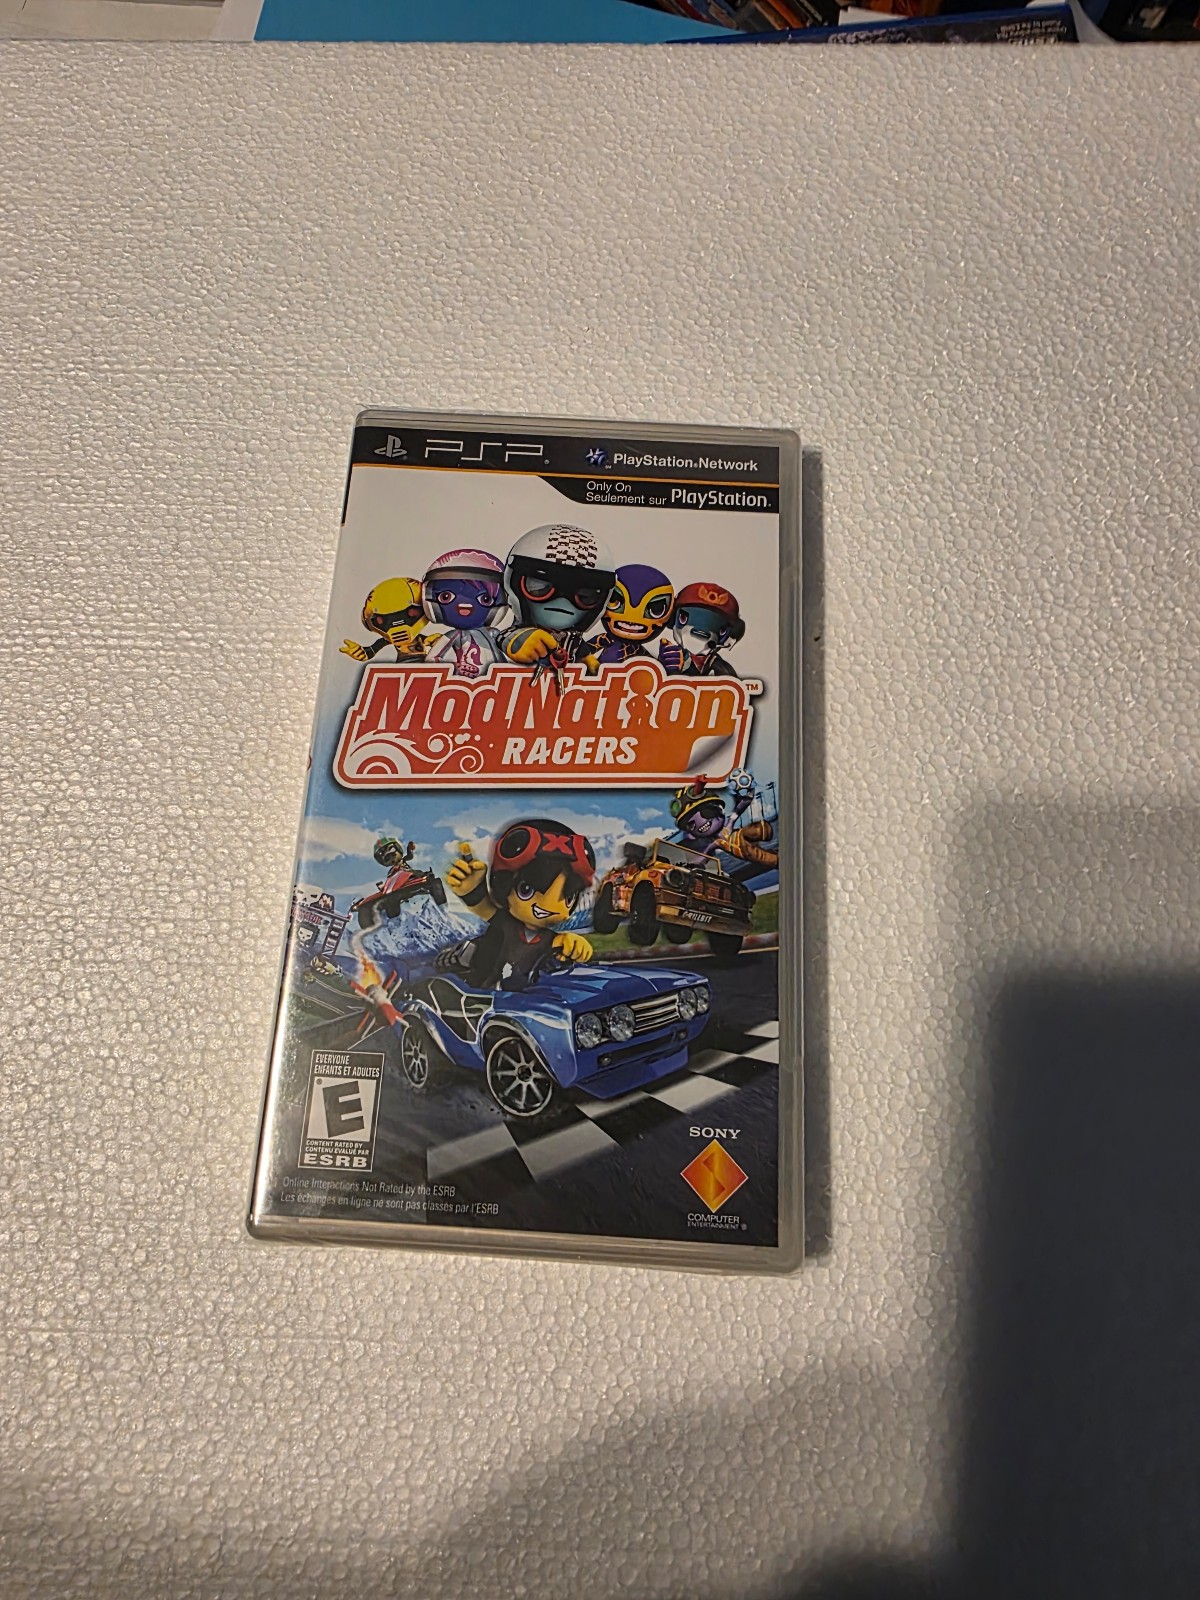 PSP
PlayStation®Network
Only On
Seulement sur PlayStation®
ModNation™
RACERS
GRILLBIT
EVERYONE
ENFANTS ET ADULTES
E
CONTENT RATED BY
CONTENU ÉVALUÉ PAR
ESRB
Online Interactions Not Rated by the ESRB
Les échanges en ligne ne sont pas classés par l'ESRB
SONY
COMPUTER
ENTERTAINMENT®